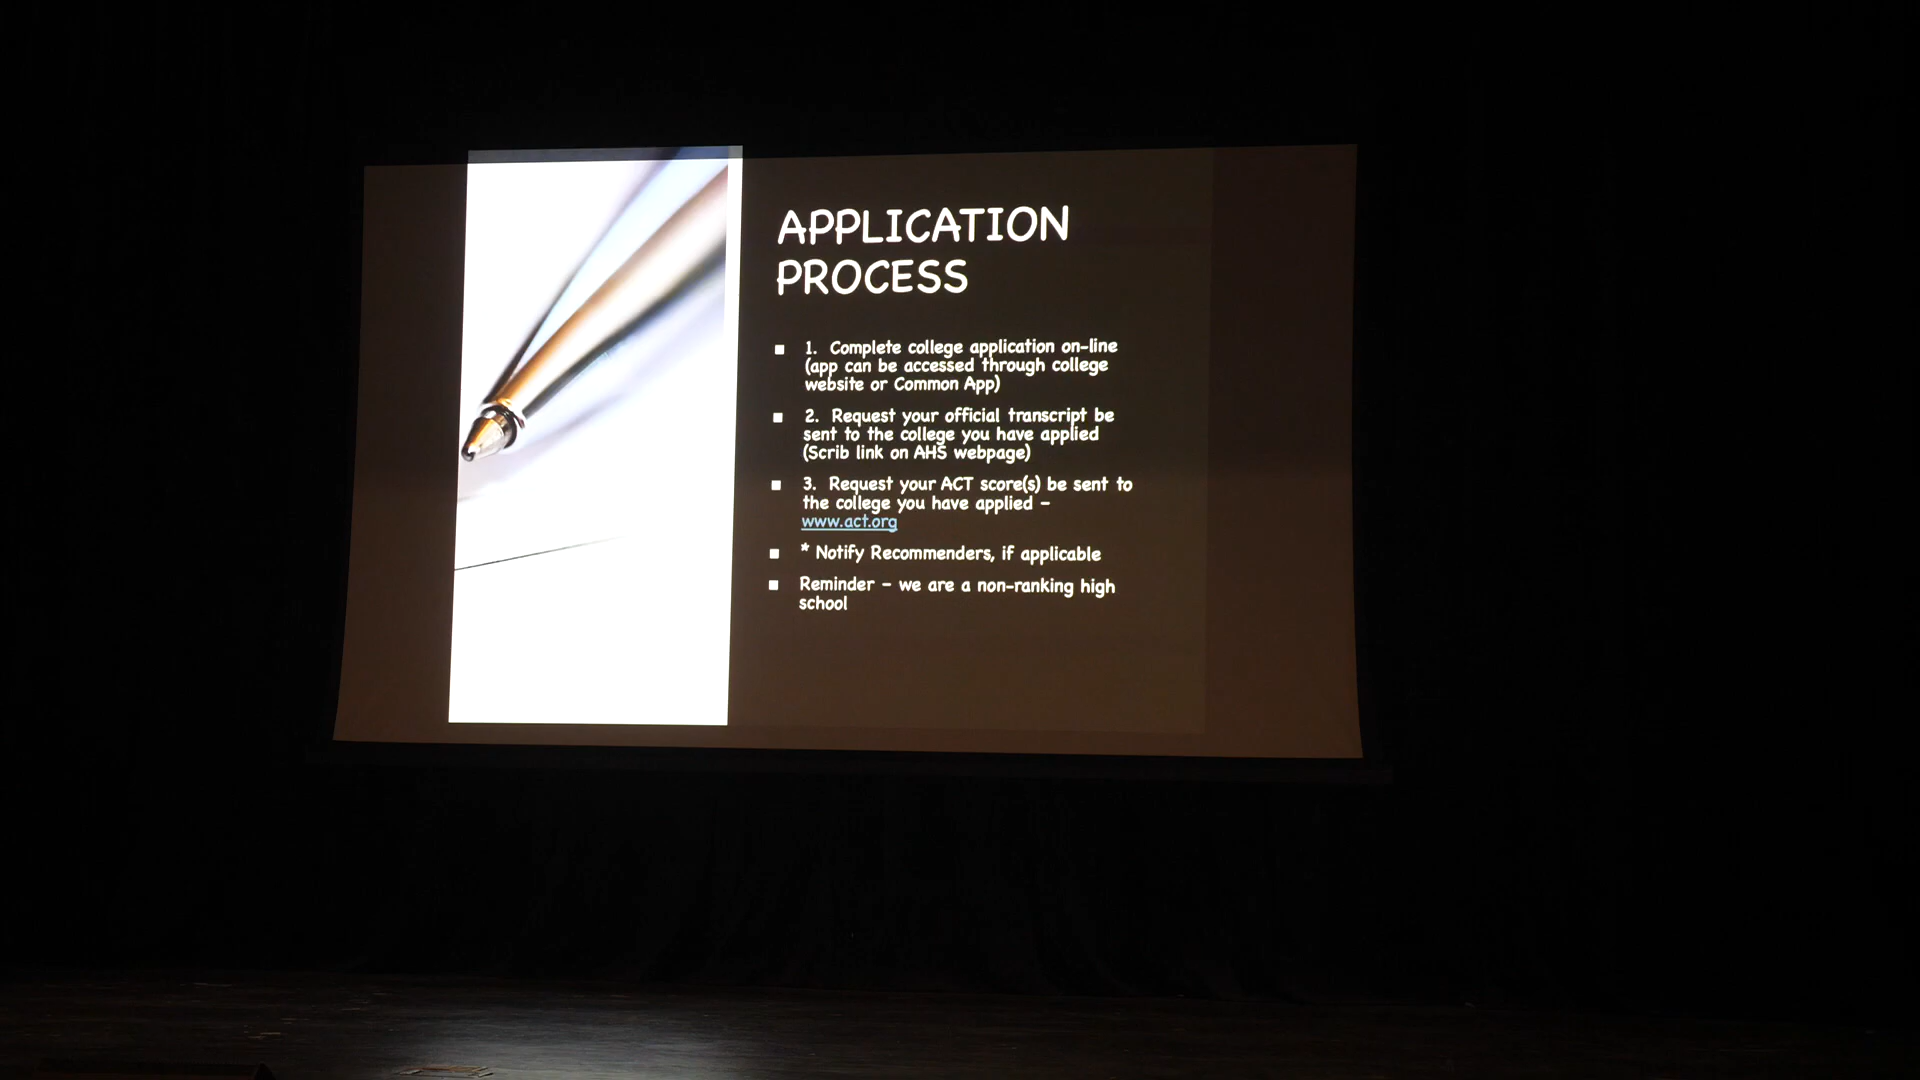 APPLICATION
PROCESS
■ 1. Complete college application on-line
(app can be accessed through college
website or Common App)
■ 2. Request your official transcript be
sent to the college you have applied
(Scrib link on AHS webpage)
■ 3. Request your ACT score(s) be sent to
the college you have applied –
www.act.org
■ * Notify Recommenders, if applicable
■ Reminder – we are a non-ranking high
school